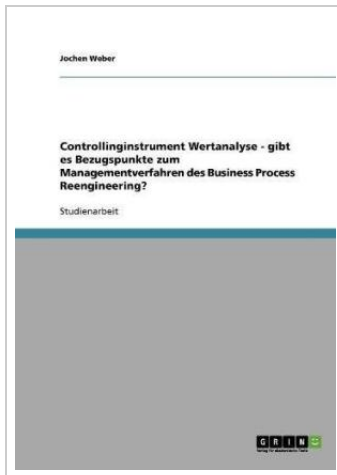 Jochen Weber
Controllinginstrument Wertanalyse - gibt
es Bezugspunkte zum
Managementverfahren des Business Process
Reengineering?
Studienarbeit
GRIN